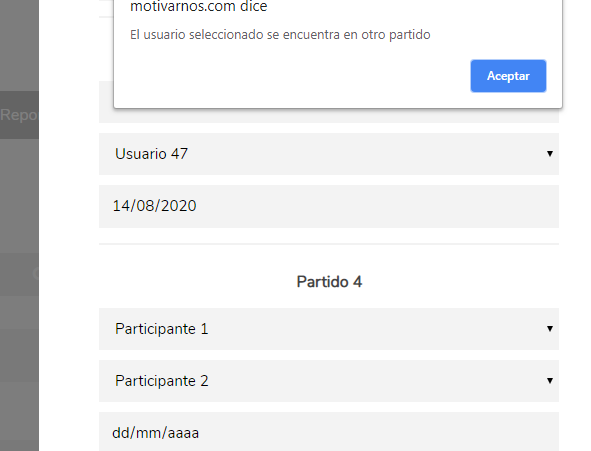 motivarnos.com dice
El usuario seleccionado se encuentra en otro partido
Aceptar
Repo
Usuario 47
14/08/2020
Partido 4
Participante 1
Participante 2
dd/mm/aaaa